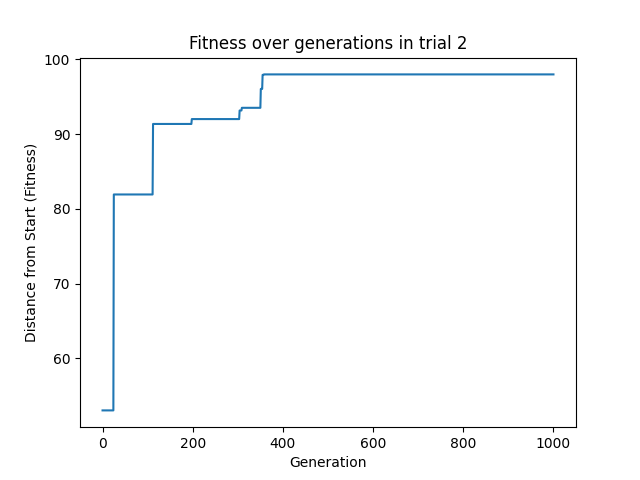 Fitness over generations in trial 2
100
90
80
70
60
Distance from Start (Fitness)
0 200 400 600 800 1000
Generation